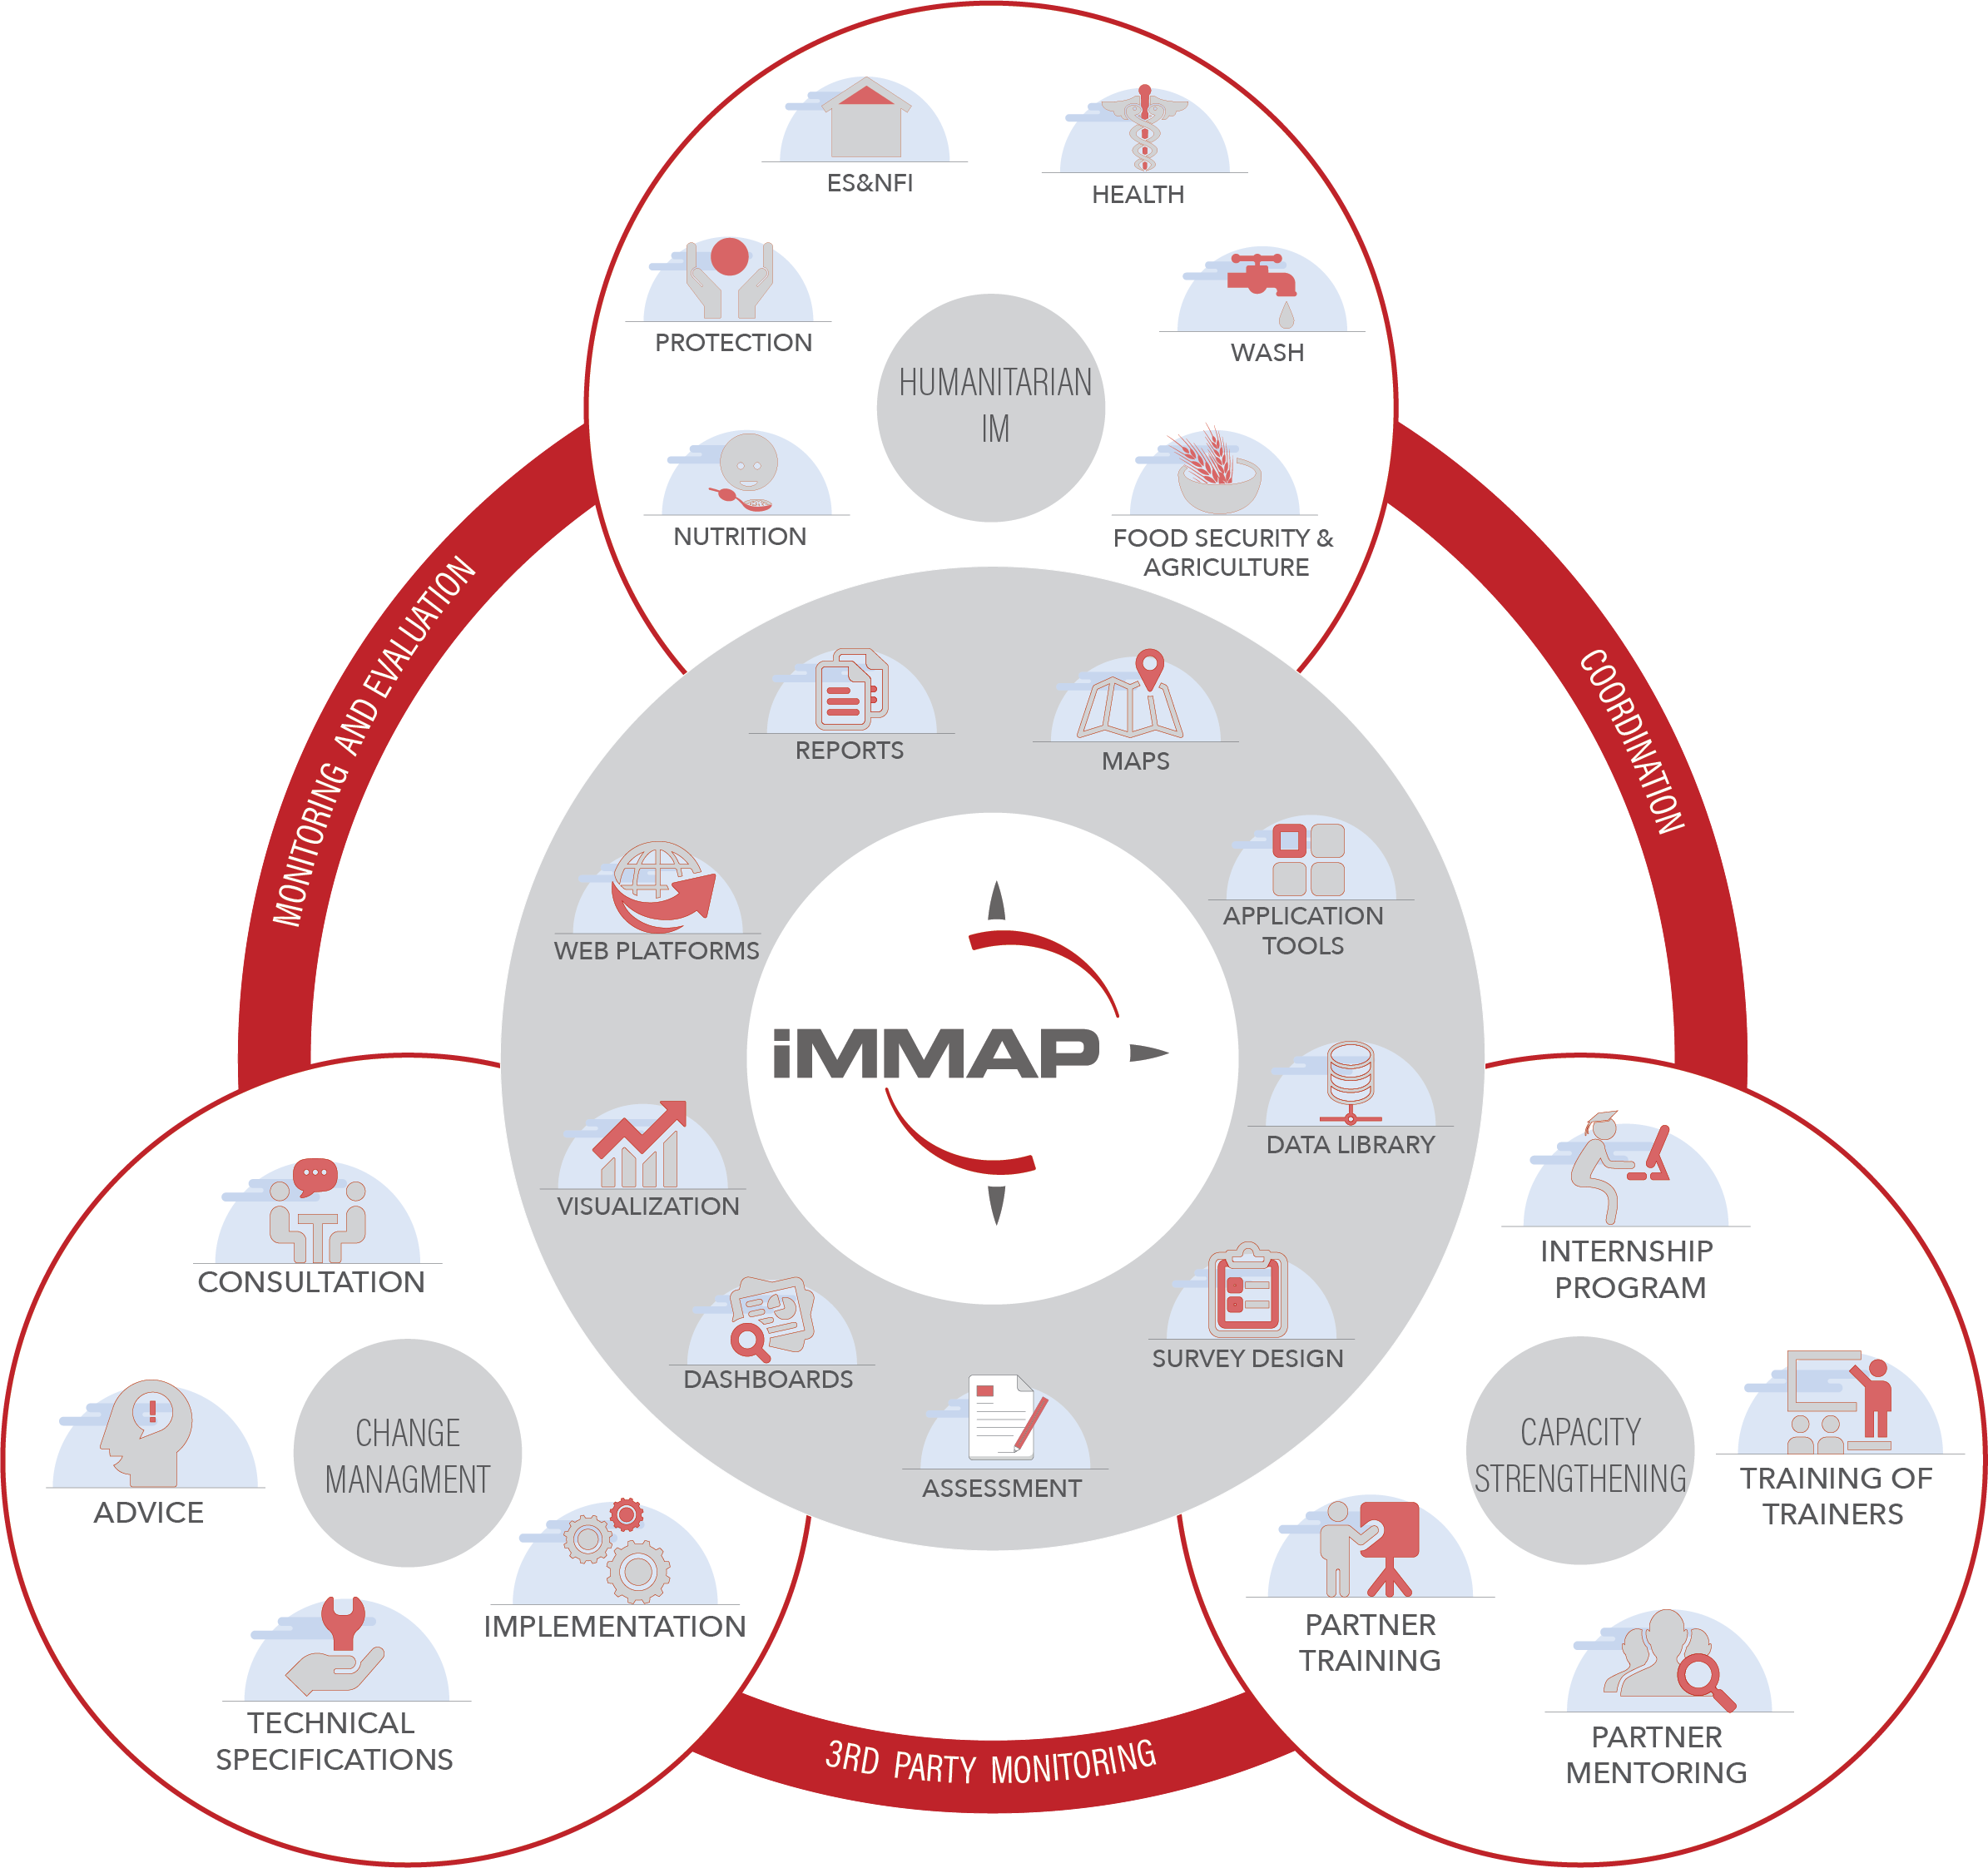 ES&NFI
HEALTH
PROTECTION
WASH
HUMANITARIAN
IM
NUTRITION
FOOD SECURITY &
AGRICULTURE
MONITORING AND EVALUATION
COORDINATION
REPORTS
MAPS
WEB PLATFORMS
APPLICATION
TOOLS
iMMAP
DATA LIBRARY
VISUALIZATION
SURVEY DESIGN
DASHBOARDS
ASSESSMENT
CONSULTATION
CHANGE
MANAGMENT
ADVICE
IMPLEMENTATION
TECHNICAL
SPECIFICATIONS
INTERNSHIP
PROGRAM
CAPACITY
STRENGTHENING
TRAINING OF
TRAINERS
PARTNER
TRAINING
PARTNER
MENTORING
3RD PARTY MONITORING